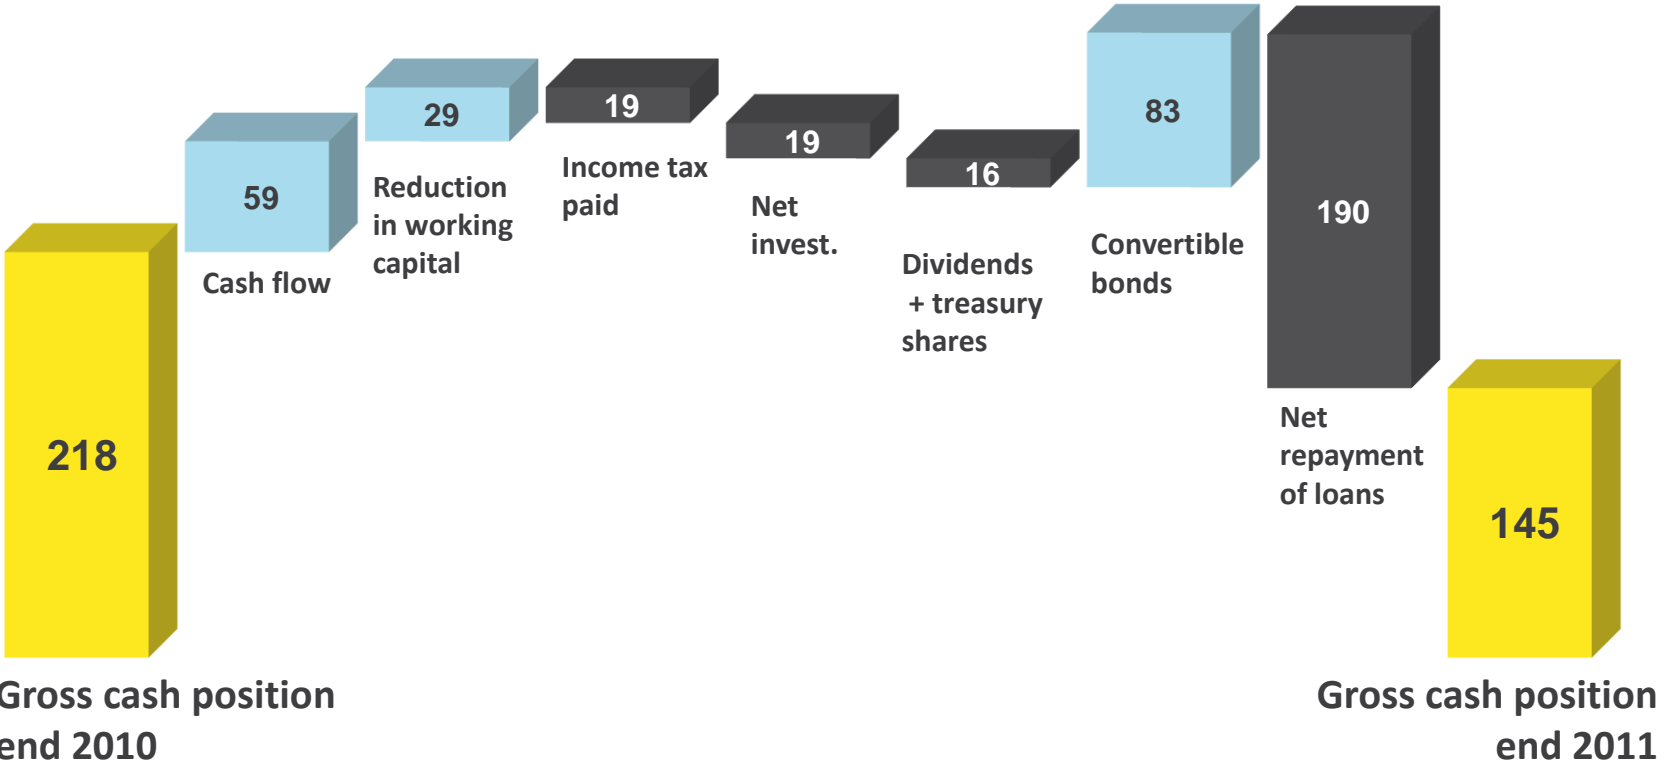 218
Gross cash position
end 2010
59
Cash flow
29
Reduction
in working
capital
19
Income tax
paid
19
Net
invest.
16
Dividends
+ treasury
shares
83
Convertible
bonds
190
Net
repayment
of loans
145
Gross cash position
end 2011